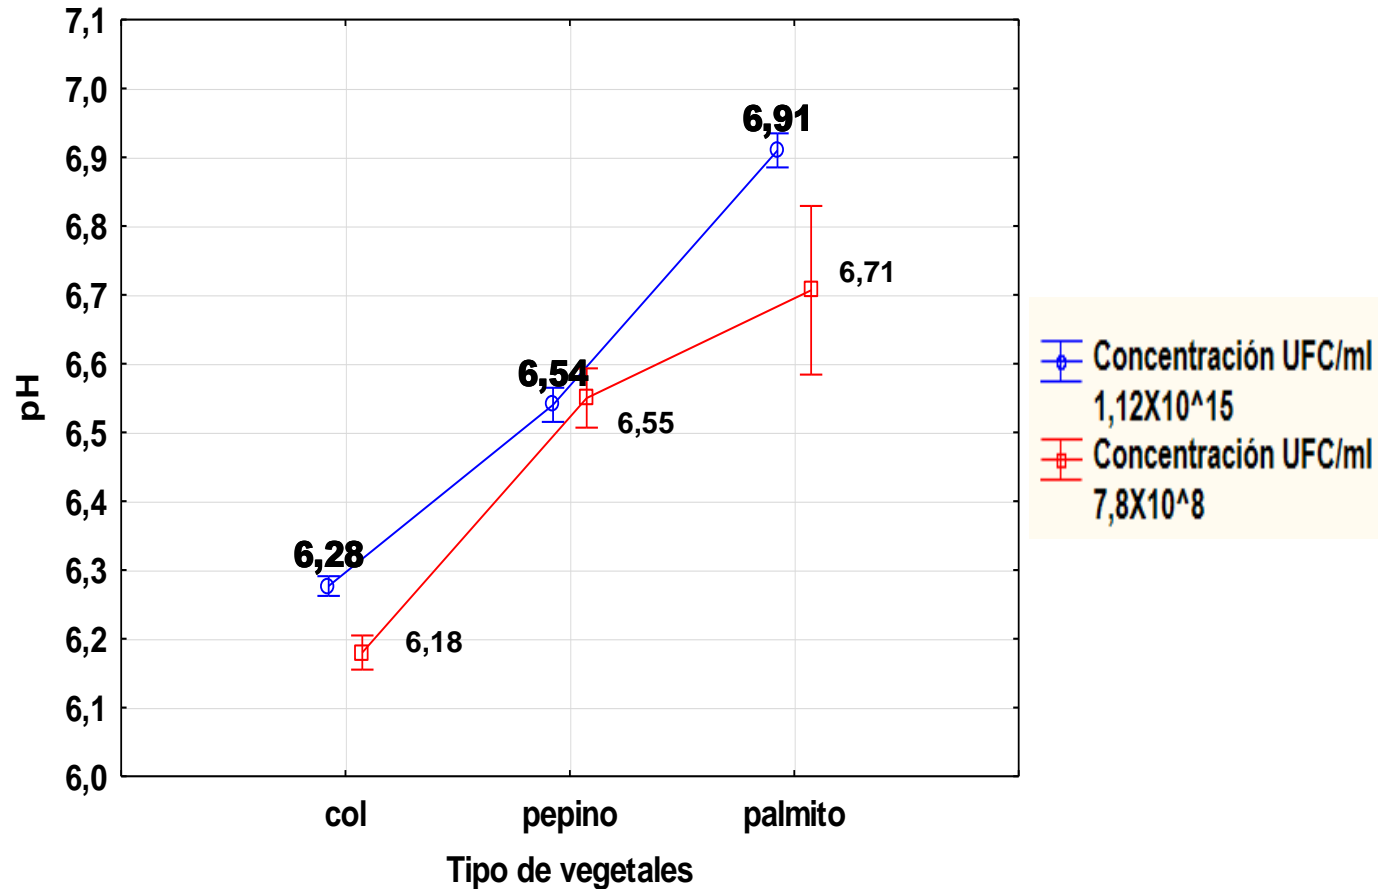 7,1
7,0
6,9
6,8
6,7
6,6
6,5
6,4
6,3
6,2
6,1
6,0
pH
6,91
6,71
6,54
6,55
6,28
6,18
col pepino palmito
Tipo de vegetales
Concentración UFC/ml
1,12X10^15
Concentración UFC/ml
7,8X10^8